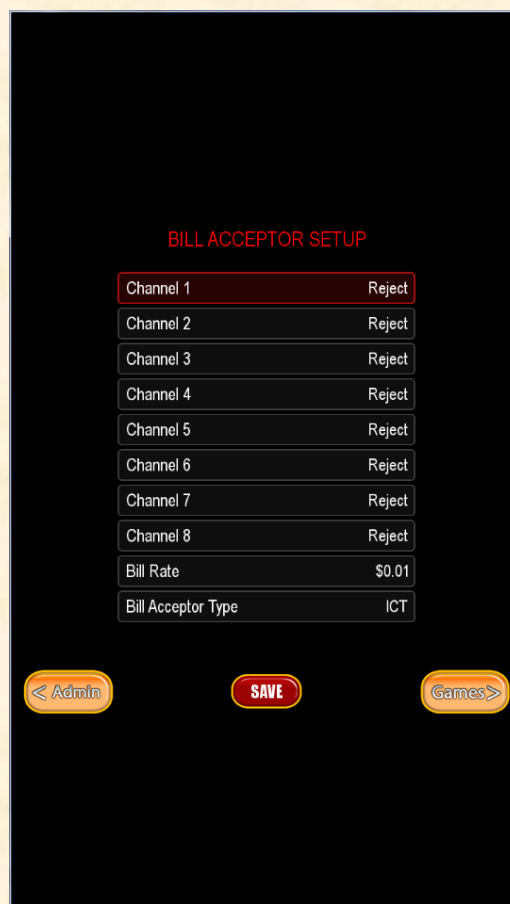 BILL ACCEPTOR SETUP
Channel 1 Reject
Channel 2 Reject
Channel 3 Reject
Channel 4 Reject
Channel 5 Reject
Channel 6 Reject
Channel 7 Reject
Channel 8 Reject
Bill Rate $0.01
Bill Acceptor Type ICT
< Admin SAVE Games >